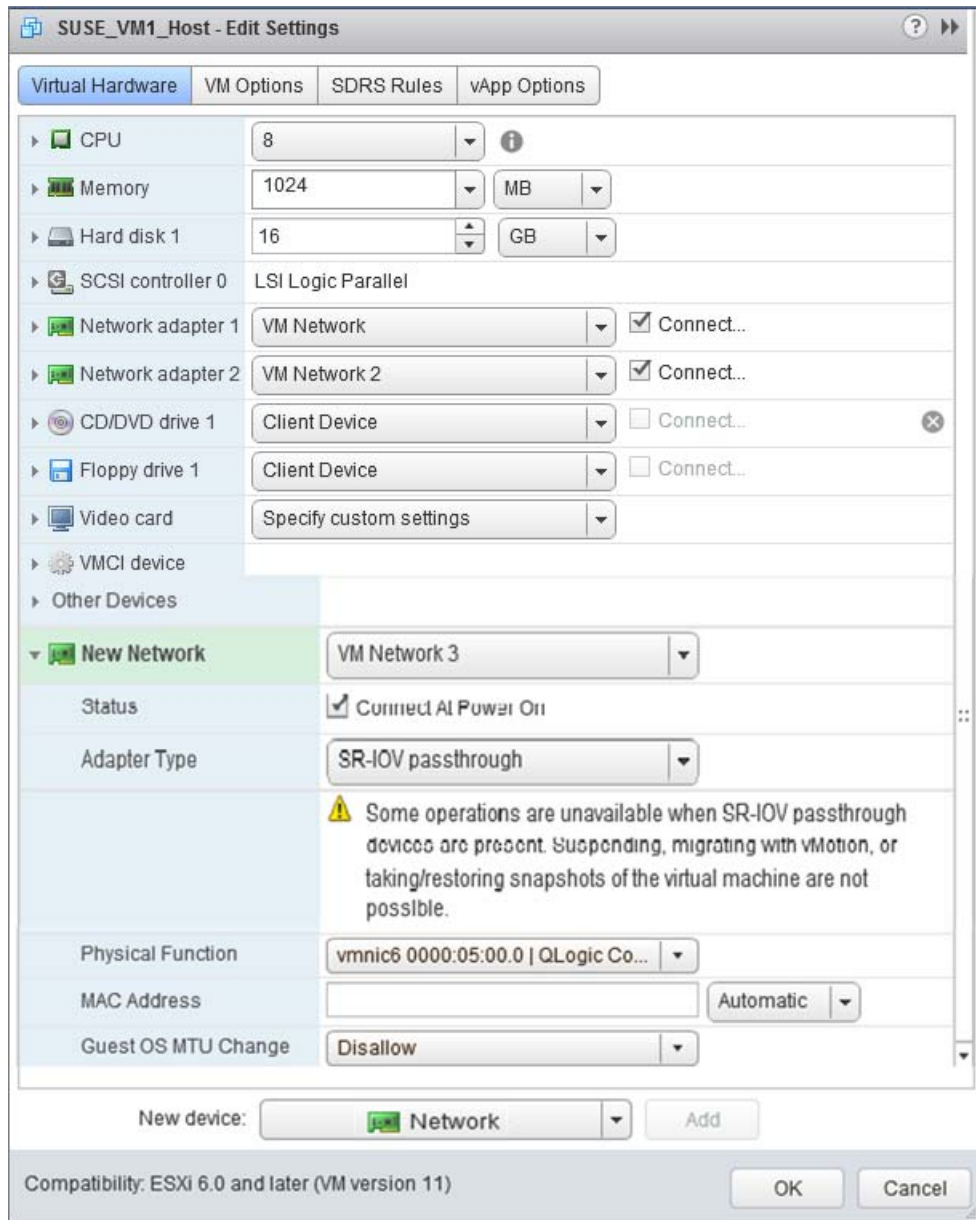 SUSE_VM1_Host - Edit Settings
Virtual Hardware VM Options SDRS Rules vApp Options
CPU 8
Memory 1024 MB
Hard disk 1 16 GB
SCSI controller 0 LSI Logic Parallel
Network adapter 1 VM Network Connect...
Network adapter 2 VM Network 2 Connect...
CD/DVD drive 1 Client Device Connect...
Floppy drive 1 Client Device Connect...
Video card Specify custom settings
VMCI device
Other Devices
New Network VM Network 3
Status Connect At Power On
Adapter Type SR-IOV passthrough
Some operations are unavailable when SR-IOV passthrough
devices are present. Suspending, migrating with vMotion, or
taking/restoring snapshots of the virtual machine are not
possible.
Physical Function vmnic6 0000:05:00.0 | QLogic Co...
MAC Address Automatic
Guest OS MTU Change Disallow
New device: Network Add
Compatibility: ESXi 6.0 and later (VM version 11) OK Cancel